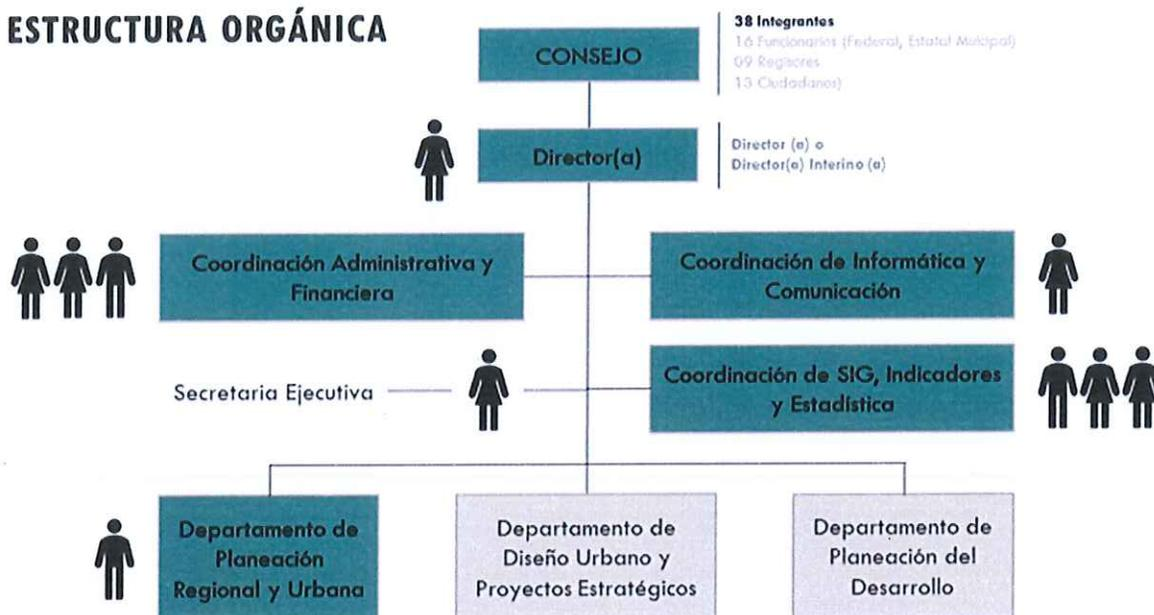 ESTRUCTURA ORGÁNICA
CONSEJO
38 Integrantes
16 Funcionarios (Federal, Estatal Municipal)
09 Regidores
13 Ciudadanos)
Director(a)
Director (a) o
Director(a) Interino (a)
Coordinación Administrativa y
Financiera
Coordinación de Informática y
Comunicación
Secretaria Ejecutiva
Coordinación de SIG, Indicadores
y Estadística
Departamento de
Planeación
Regional y Urbana
Departamento de
Diseño Urbano y
Proyectos Estratégicos
Departamento de
Planeación del
Desarrollo